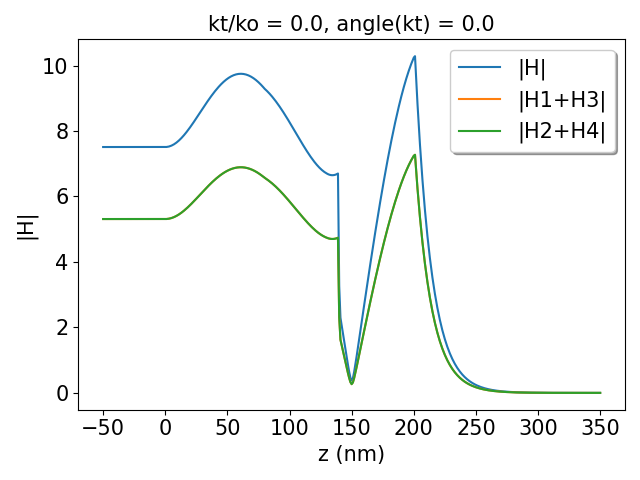 kt/ko = 0.0, angle(kt) = 0.0
|H|
|H1+H3|
|H2+H4|
|H|
10
8
6
4
2
0
−50 0 50 100 150 200 250 300 350
z (nm)